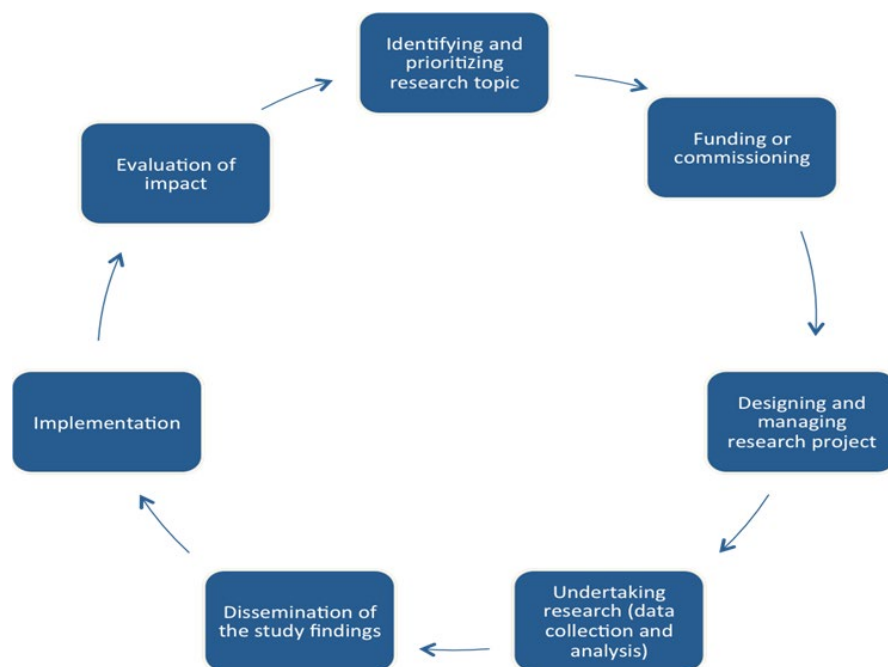 Identifying and
prioritizing
research topic
Funding or
commissioning
Designing and
managing
research project
Undertaking
research (data
collection and
analysis)
Dissemination of
the study findings
Implementation
Evaluation of
impact